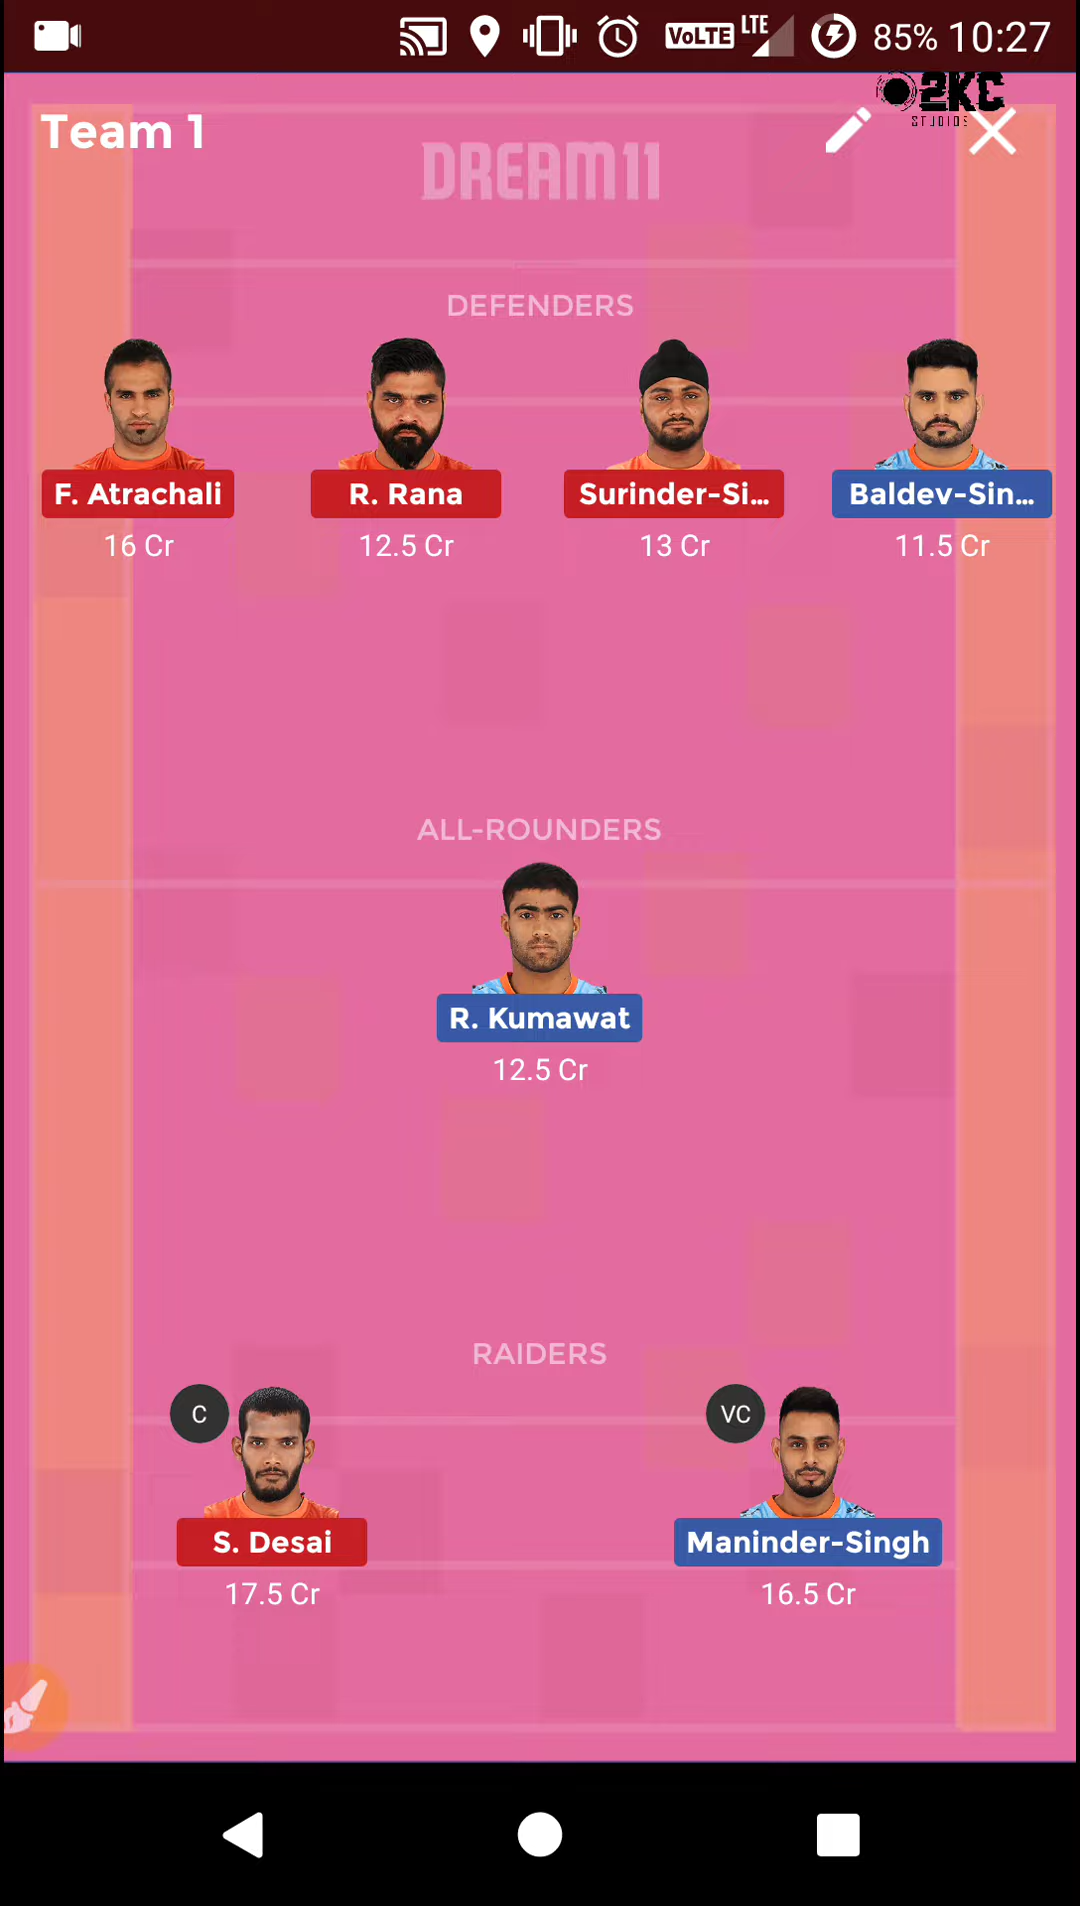 VoLTE LTE 85% 10:27
2KC
STUDIOS
Team 1
DREAM11
DEFENDERS
F. Atrachali R. Rana Surinder-Si... Baldev-Sin...
16 Cr 12.5 Cr 13 Cr 11.5 Cr
ALL-ROUNDERS
R. Kumawat
12.5 Cr
RAIDERS
C VC
S. Desai Maninder-Singh
17.5 Cr 16.5 Cr